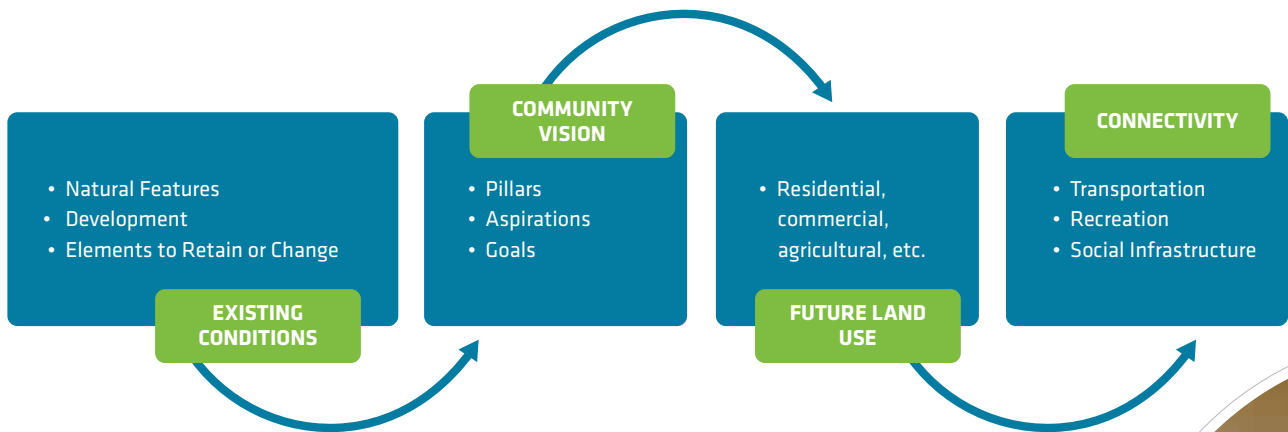 • Natural Features
• Development
• Elements to Retain or Change
EXISTING
CONDITIONS
COMMUNITY
VISION
• Pillars
• Aspirations
• Goals
• Residential,
commercial,
agricultural, etc.
FUTURE LAND
USE
CONNECTIVITY
• Transportation
• Recreation
• Social Infrastructure